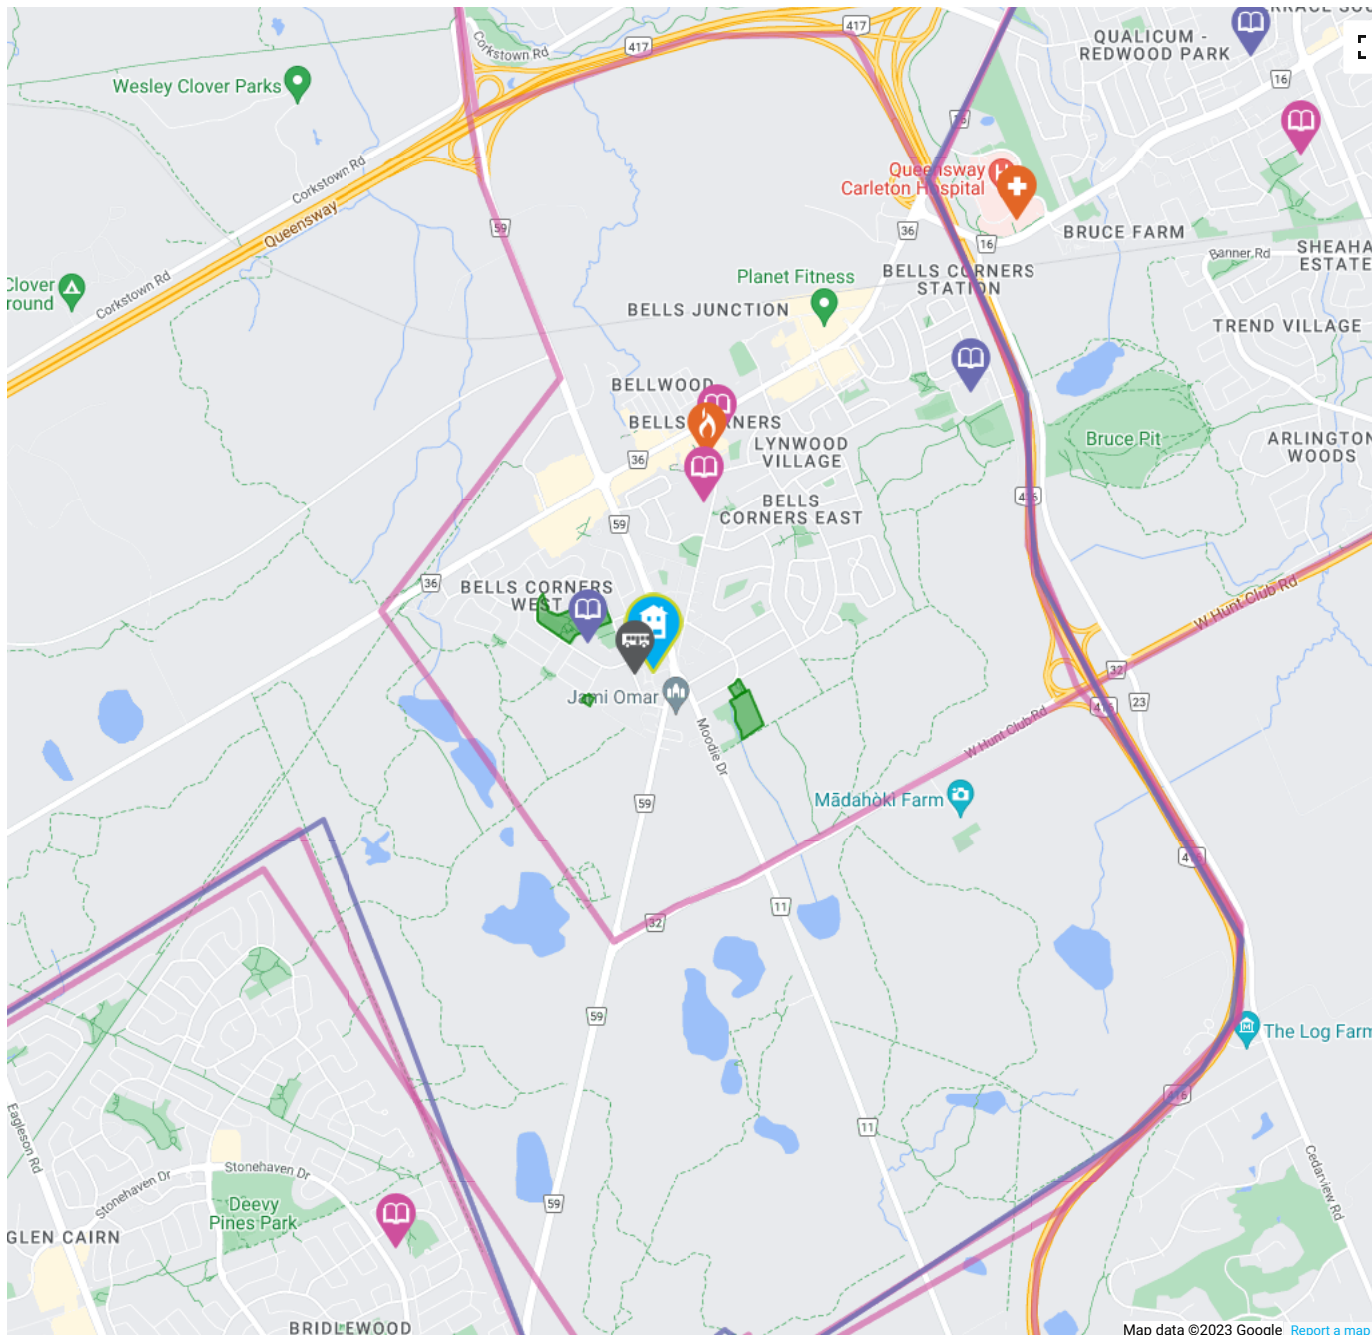 RRACE SOU
Corkstown Rd
417
417
QUALICUM -
REDWOOD PARK
Wesley Clover Parks
16
16
Queensway
Carleton Hospital
Corkstown Rd
Queensway
59
36
16
BRUCE FARM
Banner Rd
SHEAHA
ESTATE
Clover
round
Corkstown Rd
Planet Fitness
BELLS CORNERS
STATION
BELLS JUNCTION
TREND VILLAGE
BELLWOOD
BELLS CORNERS
LYNWOOD
VILLAGE
Bruce Pit
ARLINGTON
WOODS
36
BELLS
CORNERS EAST
416
59
36
BELLS CORNERS
WEST
W Hunt Club Rd
32
Jami Omar
416
23
Moodie Dr
W Hunt Club Rd
59
Mādahòkì Farm
416
11
32
59
The Log Farm
Eagleson Rd
416
11
Stonehaven Dr
Stonehaven Dr
Cedarview Rd
59
Deevy
Pines Park
GLEN CAIRN
BRIDLEWOOD
Map data ©2023 Google
Report a map